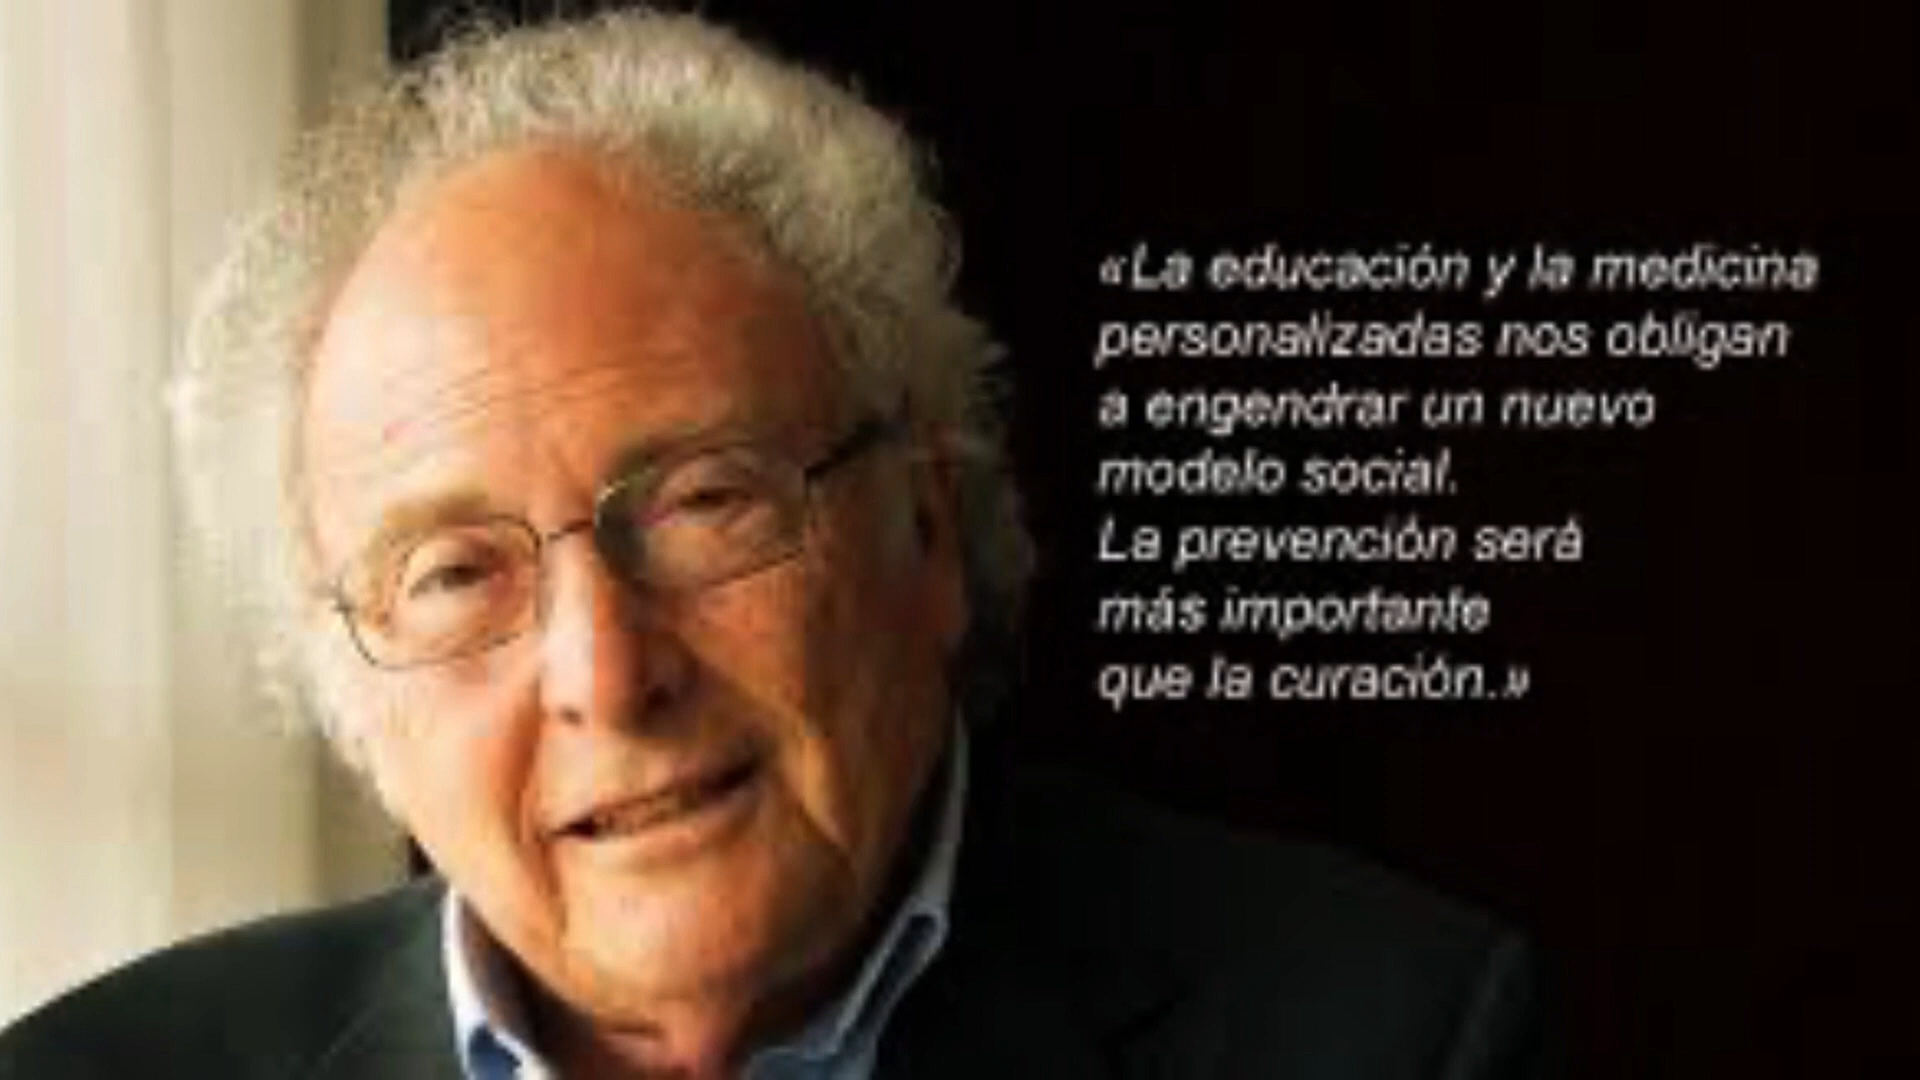 «La educación y la medicina
personalizadas nos obligan
a engendrar un nuevo
modelo social.
La prevención será
más importante
que la curación.»